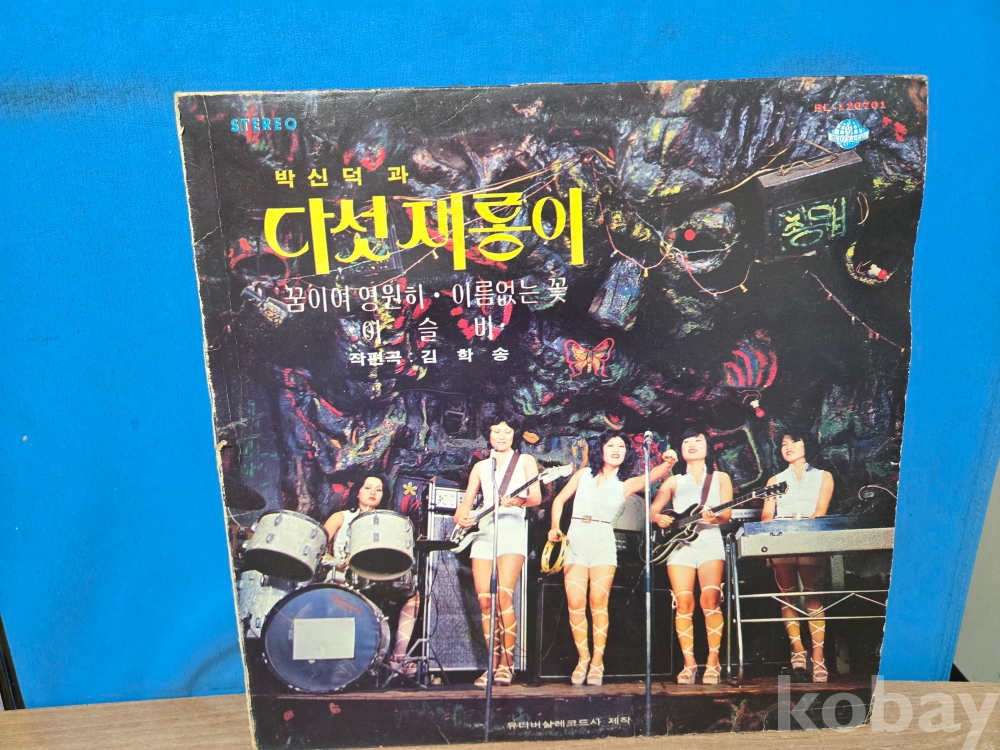 STEREO
HL-120701
박신덕 과
다섯재롱이
꿈이여 영원히 · 이름없는 꽃
· 이 슬 비 ·
작편곡 : 김 학 송
유니버살레코드사 제작
kobay